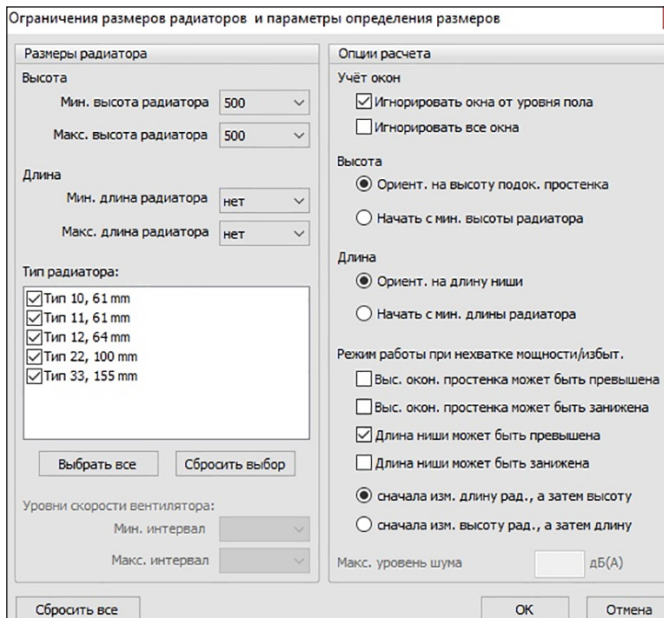 Ограничения размеров радиаторов и параметры определения размеров
Размеры радиатора
Высота
Мин. высота радиатора 500
Макс. высота радиатора 500
Длина
Мин. длина радиатора нет
Макс. длина радиатора нет
Тип радиатора:
Тип 10, 61 mm
Тип 11, 61 mm
Тип 12, 64 mm
Тип 22, 100 mm
Тип 33, 155 mm
Выбрать все Сбросить выбор
Уровни скорости вентилятора:
Мин. интервал
Макс. интервал
Опции расчета
Учёт окон
Игнорировать окна от уровня пола
Игнорировать все окна
Высота
Ориент. на высоту подок. простенка
Начать с мин. высоты радиатора
Длина
Ориент. на длину ниши
Начать с мин. длины радиатора
Режим работы при нехватке мощности/избыт.
Выс. окон. простенка может быть превышена
Выс. окон. простенка может быть занижена
Длина ниши может быть превышена
Длина ниши может быть занижена
сначала изм. длину рад., а затем высоту
сначала изм. высоту рад., а затем длину
Макс. уровень шума дБ(А)
Сбросить все OK Отмена